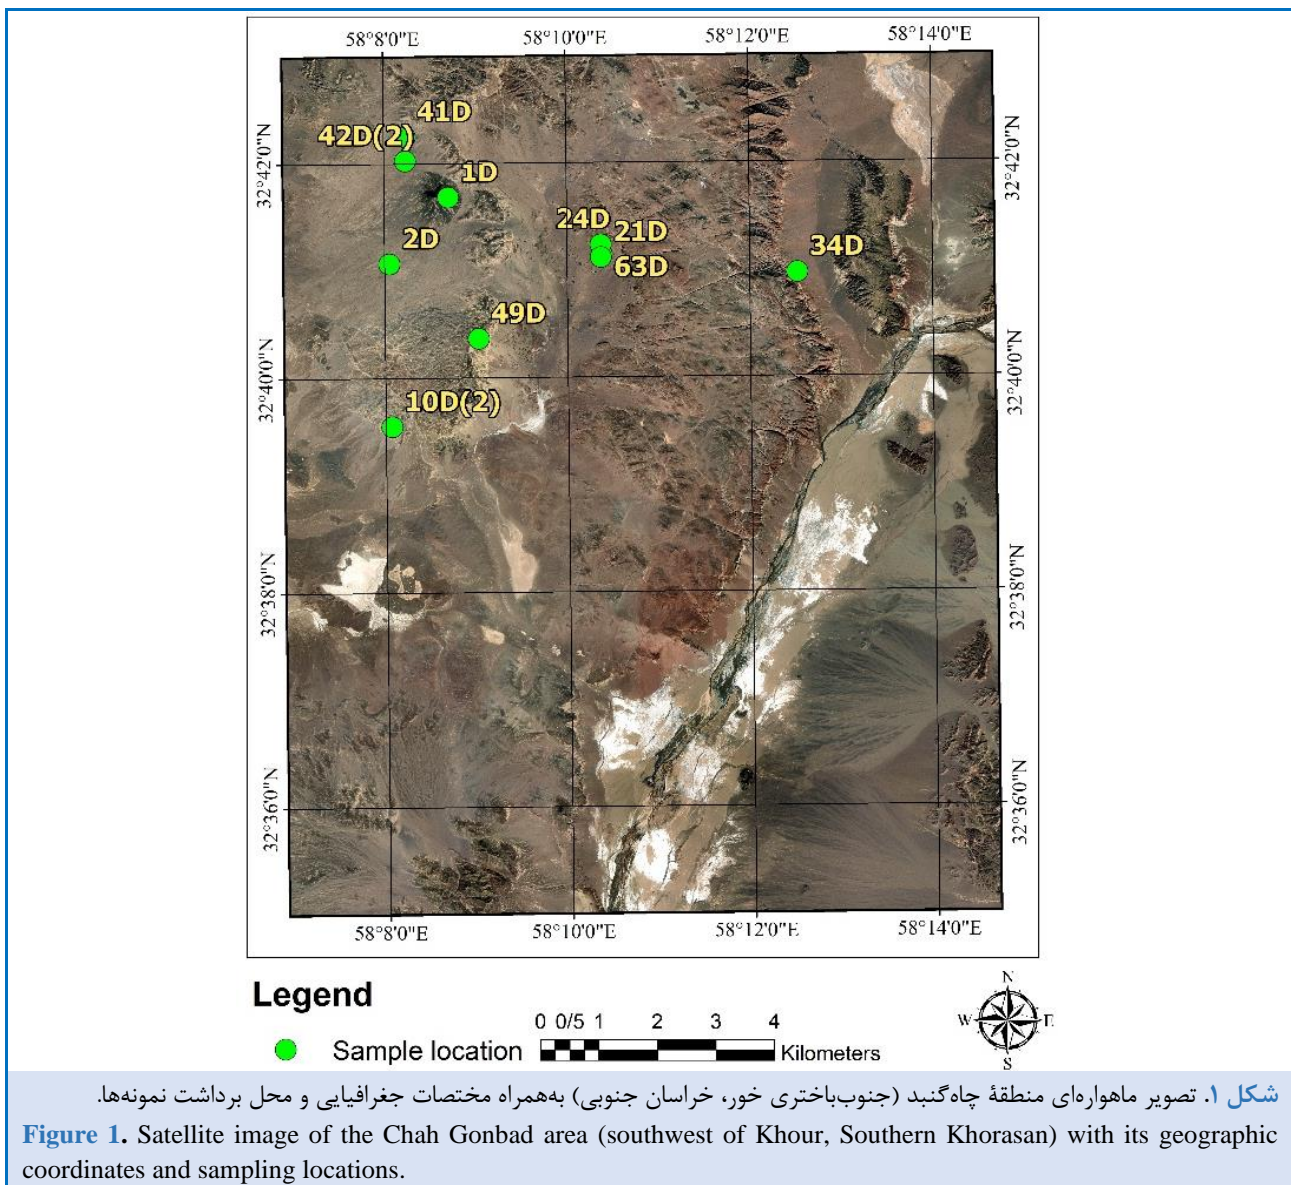 58°8'0"E 58°10'0"E 58°12'0"E 58°14'0"E
41D
42D(2)
32°42'0"N 32°42'0"N
1D
24D
21D
2D
63D
34D
49D
32°40'0"N 32°40'0"N
10D(2)
32°38'0"N 32°38'0"N
32°36'0"N 32°36'0"N
58°8'0"E 58°10'0"E 58°12'0"E 58°14'0"E
Legend
N
W E
S
0 0/5 1 2 3 4
Sample location Kilometers
شکل ۱. تصویر ماهواره‌ای منطقهٔ چاه‌گنبد (جنوب‌باختری خور، خراسان جنوبی) به‌همراه مختصات جغرافیایی و محل برداشت نمونه‌ها.
Figure 1. Satellite image of the Chah Gonbad area (southwest of Khour, Southern Khorasan) with its geographic
coordinates and sampling locations.